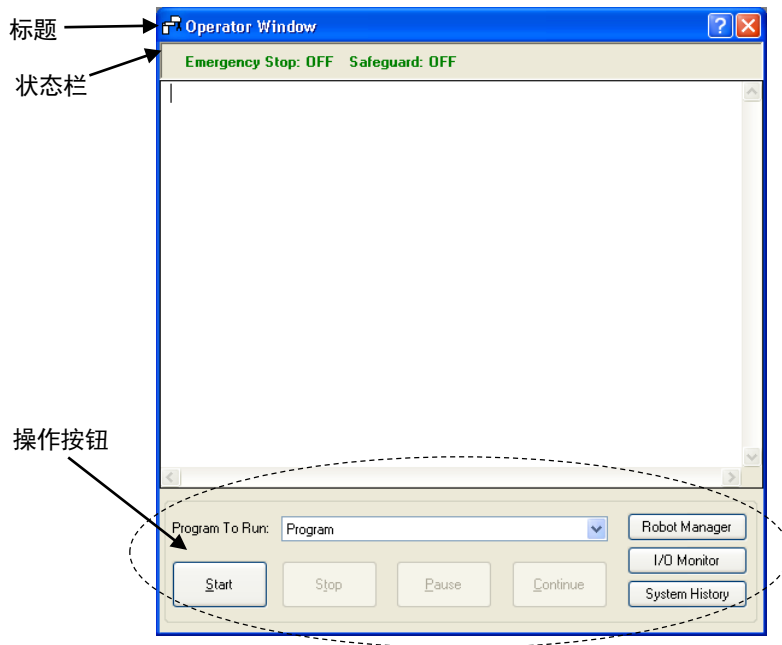 标题
Operator Window
状态栏
Emergency Stop: OFF Safeguard: OFF
操作按钮
Program To Run: Program
Robot Manager
I/O Monitor
Start Stop Pause Continue
System History